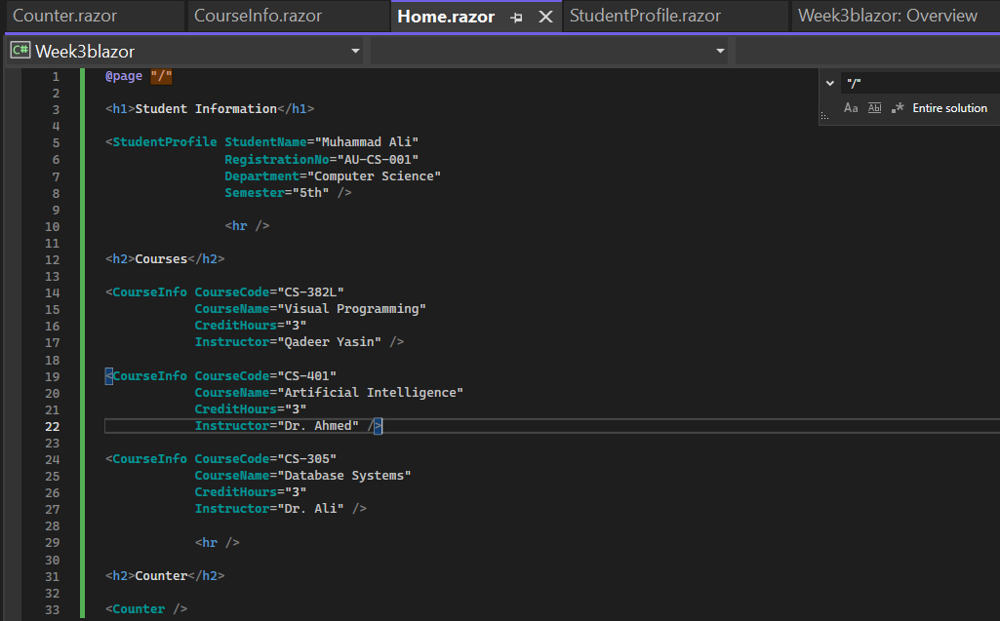 Counter.razor CourseInfo.razor Home.razor StudentProfile.razor Week3blazor: Overview
C# Week3blazor
"/"
Aa Ab .* Entire solution
1 @page "/"
2
3 <h1>Student Information</h1>
4
5 <StudentProfile StudentName="Muhammad Ali"
6 RegistrationNo="AU-CS-001"
7 Department="Computer Science"
8 Semester="5th" />
9
10 <hr />
11
12 <h2>Courses</h2>
13
14 <CourseInfo CourseCode="CS-382L"
15 CourseName="Visual Programming"
16 CreditHours="3"
17 Instructor="Qadeer Yasin" />
18
19 <CourseInfo CourseCode="CS-401"
20 CourseName="Artificial Intelligence"
21 CreditHours="3"
22 Instructor="Dr. Ahmed" />
23
24 <CourseInfo CourseCode="CS-305"
25 CourseName="Database Systems"
26 CreditHours="3"
27 Instructor="Dr. Ali" />
28
29 <hr />
30
31 <h2>Counter</h2>
32
33 <Counter />